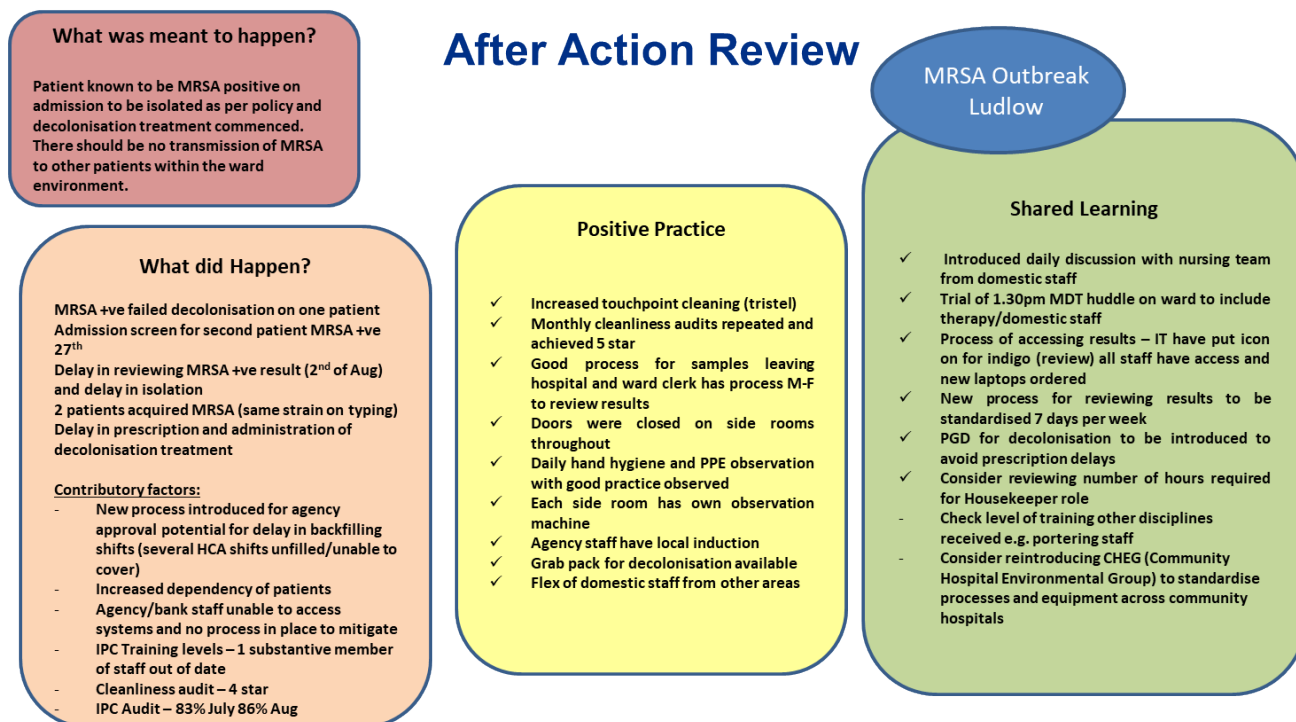 What was meant to happen?
Patient known to be MRSA positive on
admission to be isolated as per policy and
decolonisation treatment commenced.
There should be no transmission of MRSA
to other patients within the ward
environment.
After Action Review
MRSA Outbreak
Ludlow
What did Happen?
MRSA +ve failed decolonisation on one patient
Admission screen for second patient MRSA +ve
27th
Delay in reviewing MRSA +ve result (2nd of Aug)
and delay in isolation
2 patients acquired MRSA (same strain on typing)
Delay in prescription and administration of
decolonisation treatment
Contributory factors:
- New process introduced for agency
approval potential for delay in backfilling
shifts (several HCA shifts unfilled/unable to
cover)
- Increased dependency of patients
- Agency/bank staff unable to access
systems and no process in place to mitigate
- IPC Training levels – 1 substantive member
of staff out of date
- Cleanliness audit – 4 star
- IPC Audit – 83% July 86% Aug
Positive Practice
✓ Increased touchpoint cleaning (tristel)
✓ Monthly cleanliness audits repeated and
achieved 5 star
✓ Good process for samples leaving
hospital and ward clerk has process M-F
to review results
✓ Doors were closed on side rooms
throughout
✓ Daily hand hygiene and PPE observation
with good practice observed
✓ Each side room has own observation
machine
✓ Agency staff have local induction
✓ Grab pack for decolonisation available
✓ Flex of domestic staff from other areas
Shared Learning
✓ Introduced daily discussion with nursing team
from domestic staff
✓ Trial of 1.30pm MDT huddle on ward to include
therapy/domestic staff
✓ Process of accessing results – IT have put icon
on for indigo (review) all staff have access and
new laptops ordered
✓ New process for reviewing results to be
standardised 7 days per week
✓ PGD for decolonisation to be introduced to
avoid prescription delays
✓ Consider reviewing number of hours required
for Housekeeper role
- Check level of training other disciplines
received e.g. portering staff
- Consider reintroducing CHEG (Community
Hospital Environmental Group) to standardise
processes and equipment across community
hospitals